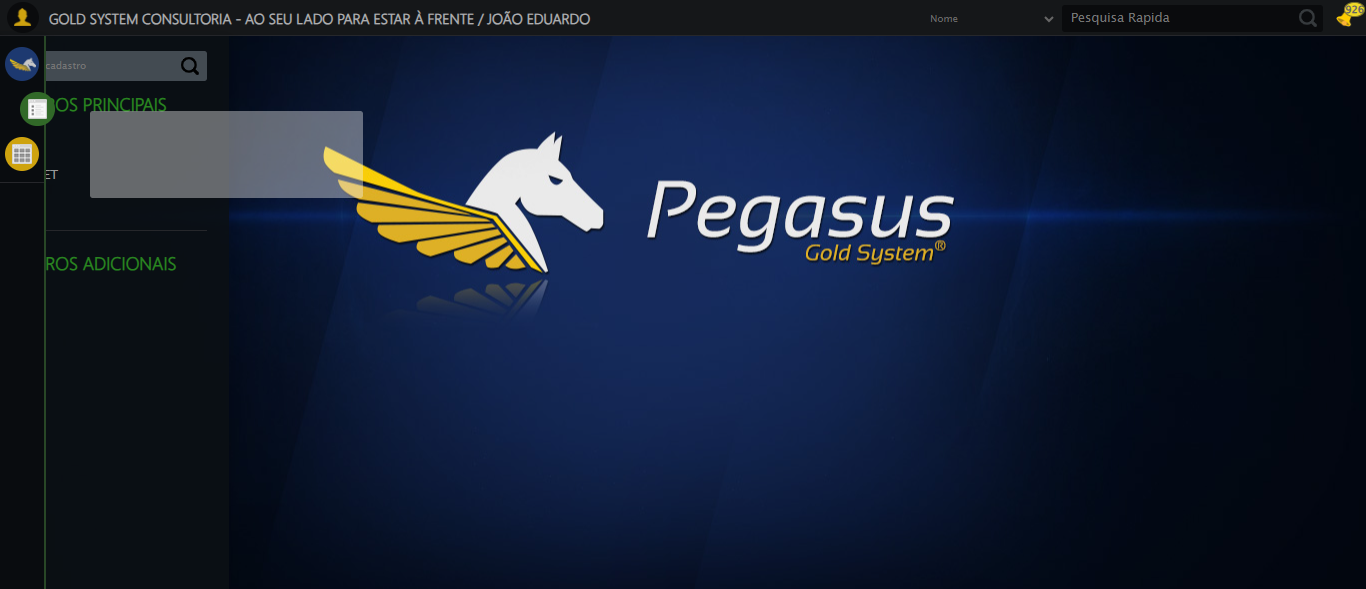 GOLD SYSTEM CONSULTORIA - AO SEU LADO PARA ESTAR À FRENTE / JOÃO EDUARDO
Nome
Pesquisa Rapida
926
cadastro
OS PRINCIPAIS
ET
ROS ADICIONAIS
Pegasus
Gold System®